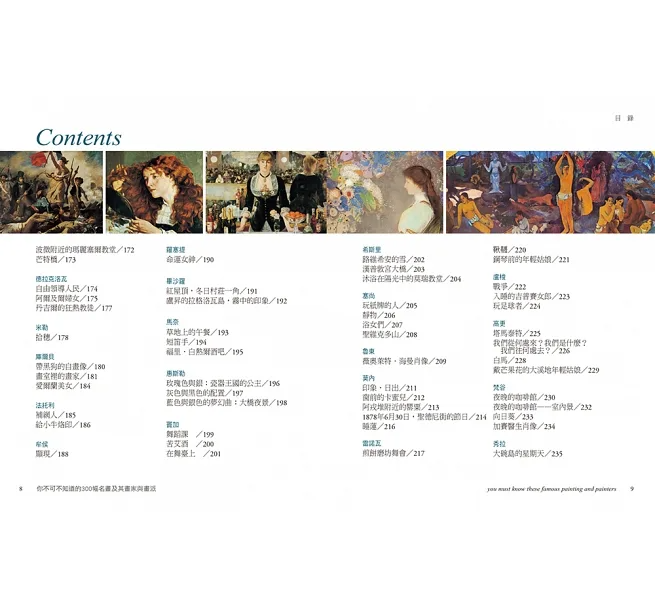 目 錄
Contents
波微附近的瑪麗塞爾教堂／172
芒特橋／173
德拉克洛瓦
自由領導人民／174
阿爾及爾婦女／175
丹吉爾的狂熱教徒／177
米勒
拾穗／178
庫爾貝
帶黑狗的自畫像／180
畫室裡的畫家／181
愛爾蘭美女／184
法托利
補網人／185
給小牛烙印／186
牟侯
顯現／188
羅塞提
命運女神／190
畢沙羅
紅屋頂，冬日村莊一角／191
盧昂的拉格洛瓦島，霧中的印象／192
馬奈
草地上的午餐／193
短笛手／194
福里．白熱爾酒吧／195
惠斯勒
玫瑰色與銀：瓷器王國的公主／196
灰色與黑色的配置／197
藍色與銀色的夢幻曲：大橋夜景／198
竇加
舞蹈課　／199
苦艾酒　／200
在舞臺上　／201
希斯里
路維希安的雪／202
漢普敦宮大橋／203
沐浴在陽光中的莫瑞教堂／204
塞尚
玩紙牌的人／205
靜物／206
浴女們／207
聖維克多山／208
魯東
薇奧萊特．海曼肖像／209
莫內
印象．日出／211
窗前的卡蜜兒／212
阿戎堆附近的罌粟／213
1878年6月30日，聖德尼街的節日／214
睡蓮／216
雷諾瓦
煎餅磨坊舞會／217
鞦韆／220
鋼琴前的年輕姑娘／221
盧梭
戰爭／222
入睡的吉普賽女郎／223
玩足球者／224
高更
塔馬泰特／225
我們從何處來？我們是什麼？
我們往何處去？／226
白馬／228
戴芒果花的大溪地年輕姑娘／229
梵谷
夜晚的咖啡館／230
夜晚的咖啡館——室內景／232
向日葵／233
加賽醫生肖像／234
秀拉
大碗島的星期天／235
8　你不可不知道的300幅名畫及其畫家與畫派
you must know those famous painting and painters　9